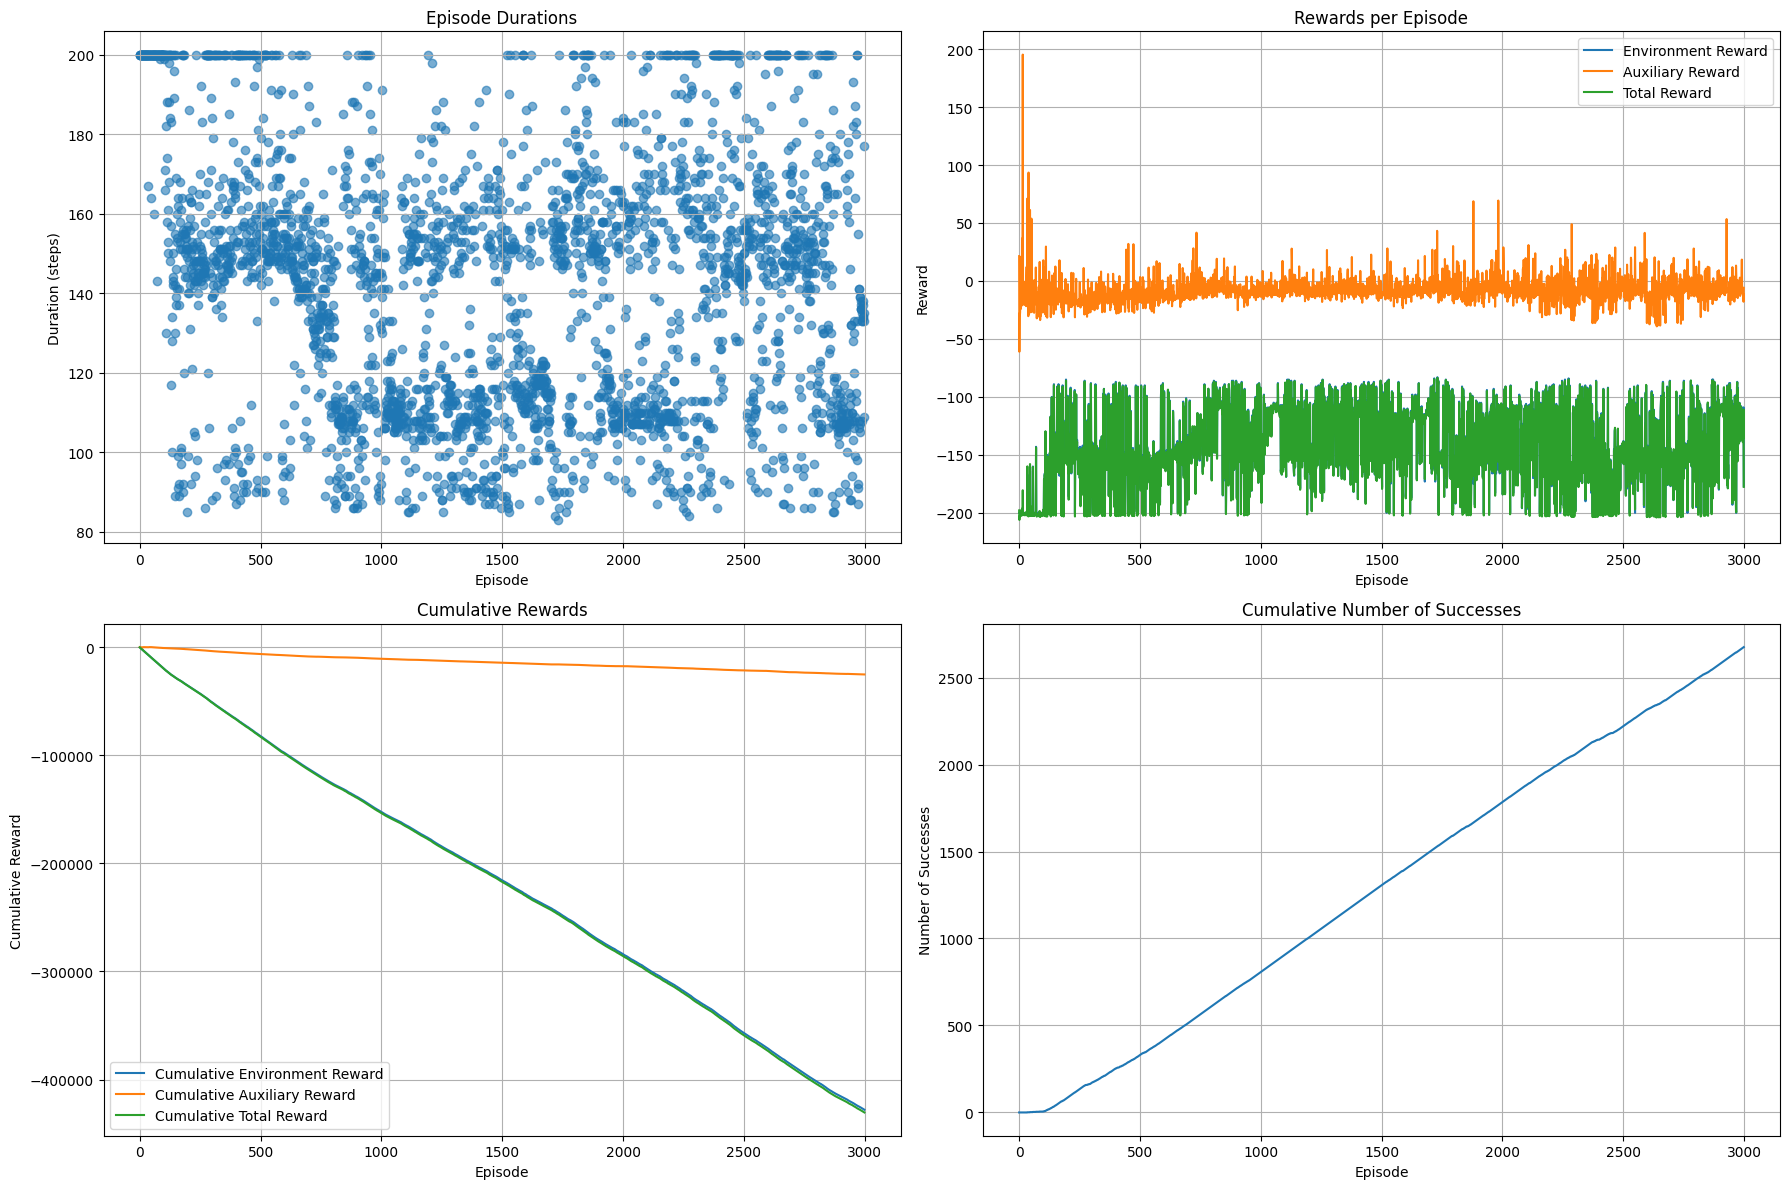 Episode Durations
200
180
160
140
120
100
80
Duration (steps)
0 500 1000 1500 2000 2500 3000
Episode
Rewards per Episode
200
150
100
50
0
−50
−100
−150
−200
Reward
Environment Reward
Auxiliary Reward
Total Reward
0 500 1000 1500 2000 2500 3000
Episode
Cumulative Rewards
0
−100000
−200000
−300000
−400000
Cumulative Reward
Cumulative Environment Reward
Cumulative Auxiliary Reward
Cumulative Total Reward
0 500 1000 1500 2000 2500 3000
Episode
Cumulative Number of Successes
2500
2000
1500
1000
500
0
Number of Successes
0 500 1000 1500 2000 2500 3000
Episode